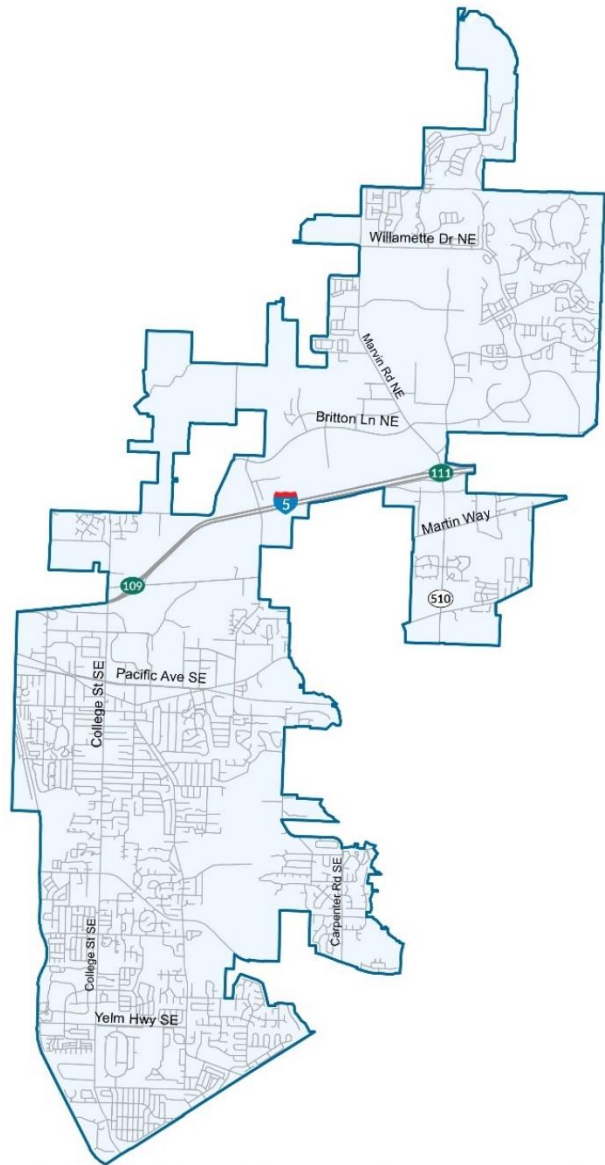 Willamette Dr NE
Marvin Rd NE
Britton Ln NE
111
5
Martin Way
109
510
Pacific Ave SE
College St SE
Carpenter Rd SE
College St SE
Yelm Hwy SE